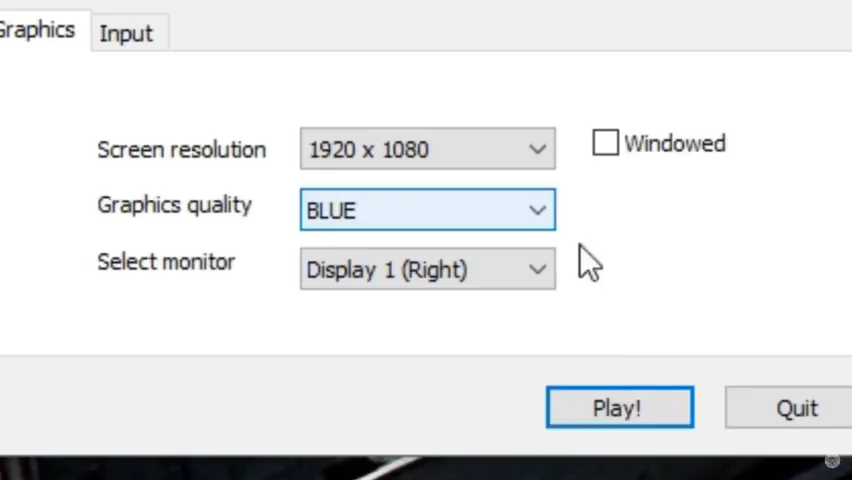 Graphics Input
Screen resolution 1920 x 1080 Windowed
Graphics quality BLUE
Select monitor Display 1 (Right)
Play! Quit